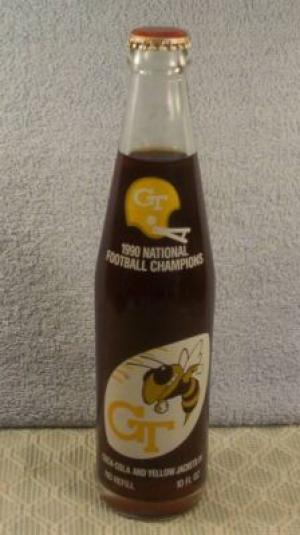 GT
1990 NATIONAL
FOOTBALL CHAMPIONS
GT
COCA-COLA AND YELLOW JACKETS
NO REFILL 10 FL OZ